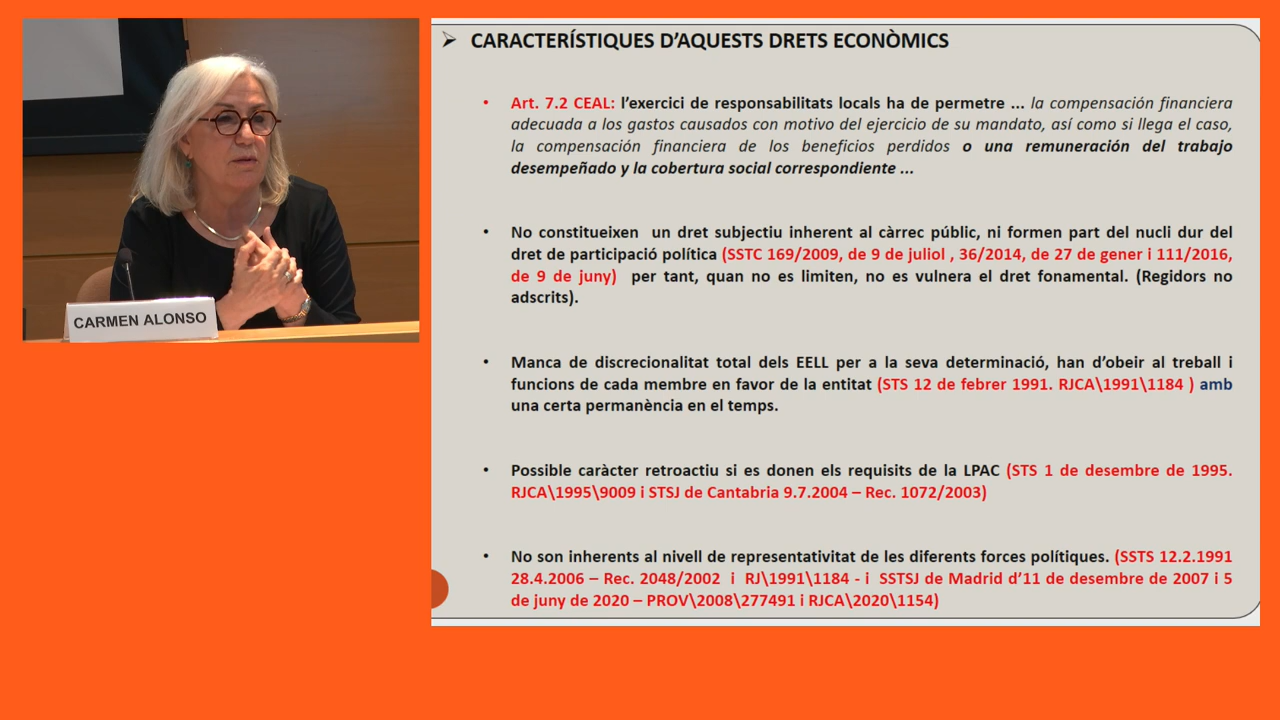 CARMEN ALONSO
➢ CARACTERÍSTIQUES D'AQUESTS DRETS ECONÒMICS
• Art. 7.2 CEAL: l'exercici de responsabilitats locals ha de permetre ... la compensación financiera
adecuada a los gastos causados con motivo del ejercicio de su mandato, así como si llega el caso,
la compensación financiera de los beneficios perdidos o una remuneración del trabajo
desempeñado y la cobertura social correspondiente ...
• No constitueixen un dret subjectiu inherent al càrrec públic, ni formen part del nucli dur del
dret de participació política (SSTC 169/2009, de 9 de juliol , 36/2014, de 27 de gener i 111/2016,
de 9 de juny) per tant, quan no es limiten, no es vulnera el dret fonamental. (Regidors no
adscrits).
• Manca de discrecionalitat total dels EELL per a la seva determinació, han d'obeir al treball i
funcions de cada membre en favor de la entitat (STS 12 de febrer 1991. RJCA\1991\1184 ) amb
una certa permanència en el temps.
• Possible caràcter retroactiu si es donen els requisits de la LPAC (STS 1 de desembre de 1995.
RJCA\1995\9009 i STSJ de Cantabria 9.7.2004 – Rec. 1072/2003)
• No son inherents al nivell de representativitat de les diferents forces polítiques. (SSTS 12.2.1991
28.4.2006 – Rec. 2048/2002 i RJ\1991\1184 - i SSTSJ de Madrid d'11 de desembre de 2007 i 5
de juny de 2020 – PROV\2008\277491 i RJCA\2020\1154)